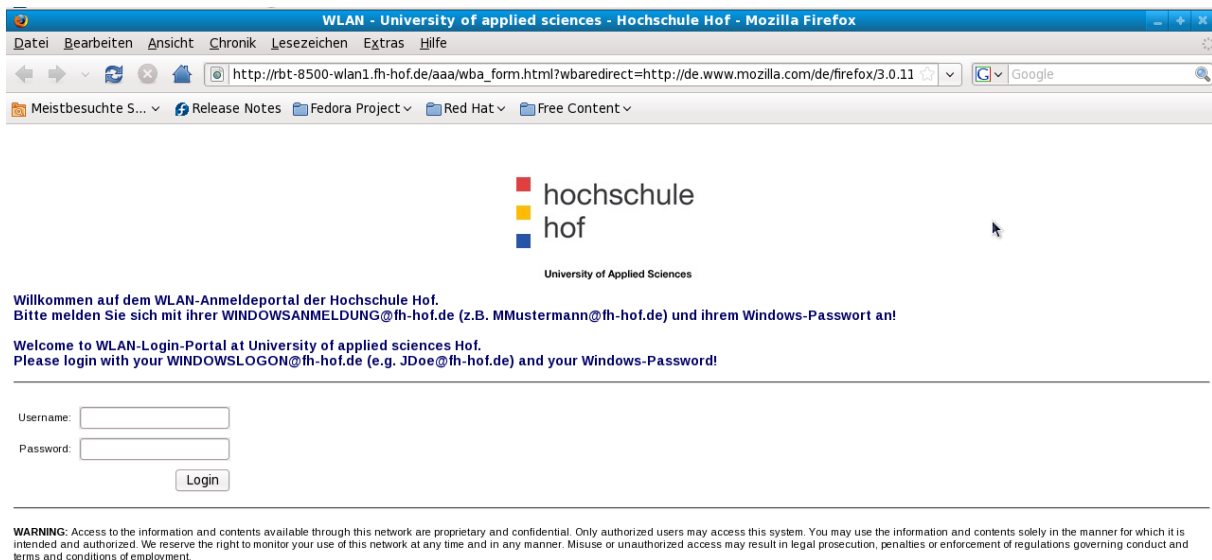 WLAN - University of applied sciences - Hochschule Hof - Mozilla Firefox
Datei Bearbeiten Ansicht Chronik Lesezeichen Extras Hilfe
http://rbt-8500-wlan1.fh-hof.de/aaa/wba_form.html?wbaredirect=http://de.www.mozilla.com/de/firefox/3.0.11 G Google
Meistbesuchte S... Release Notes Fedora Project Red Hat Free Content
hochschule
hof
University of Applied Sciences
Willkommen auf dem WLAN-Anmeldeportal der Hochschule Hof.
Bitte melden Sie sich mit ihrer WINDOWSANMELDUNG@fh-hof.de (z.B. MMustermann@fh-hof.de) und ihrem Windows-Passwort an!
Welcome to WLAN-Login-Portal at University of applied sciences Hof.
Please login with your WINDOWSLOGON@fh-hof.de (e.g. JDoe@fh-hof.de) and your Windows-Password!
Username:
Password:
Login
WARNING: Access to the information and contents available through this network are proprietary and confidential. Only authorized users may access this system. You may use the information and contents solely in the manner for which it is
intended and authorized. We reserve the right to monitor your use of this network at any time and in any manner. Misuse or unauthorized access may result in legal prosecution, penalties or enforcement of regulations governing conduct and
terms and conditions of employment.